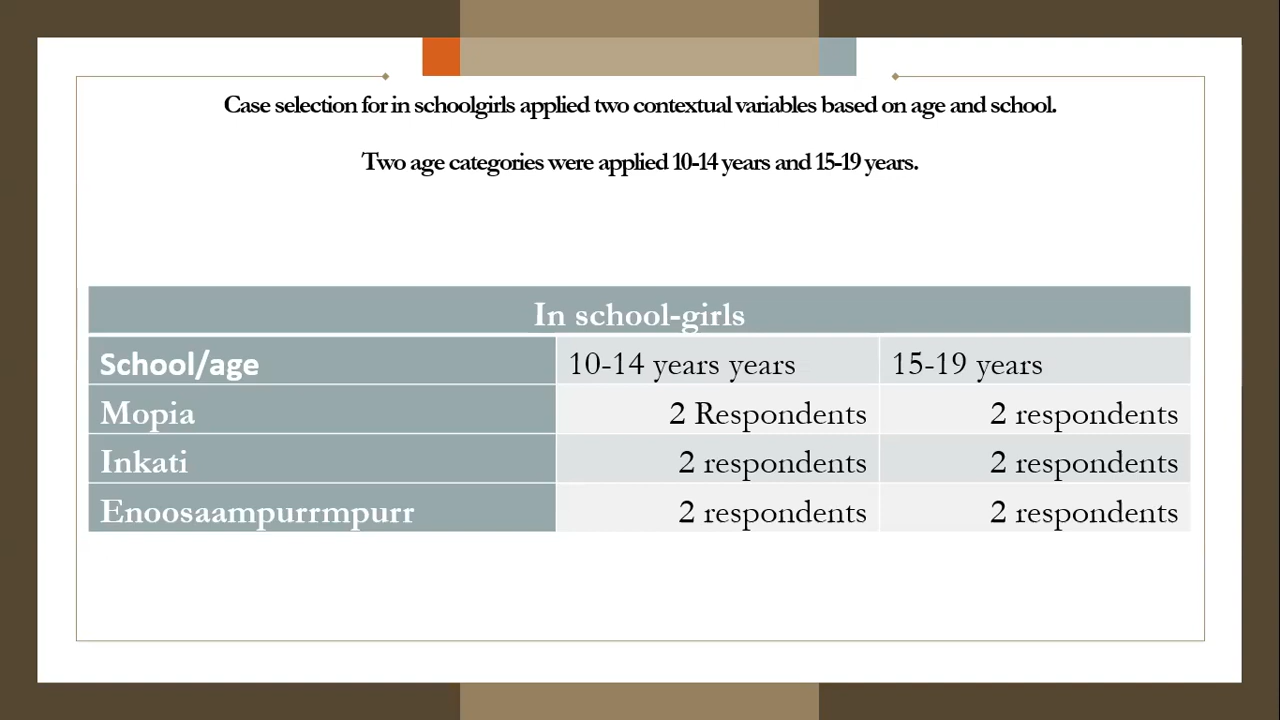 Case selection for in schoolgirls applied two contextual variables based on age and school.
Two age categories were applied 10-14 years and 15-19 years.
In school-girls
School/age 10-14 years years 15-19 years
Mopia 2 Respondents 2 respondents
Inkati 2 respondents 2 respondents
Enoosaampurrmpurr 2 respondents 2 respondents